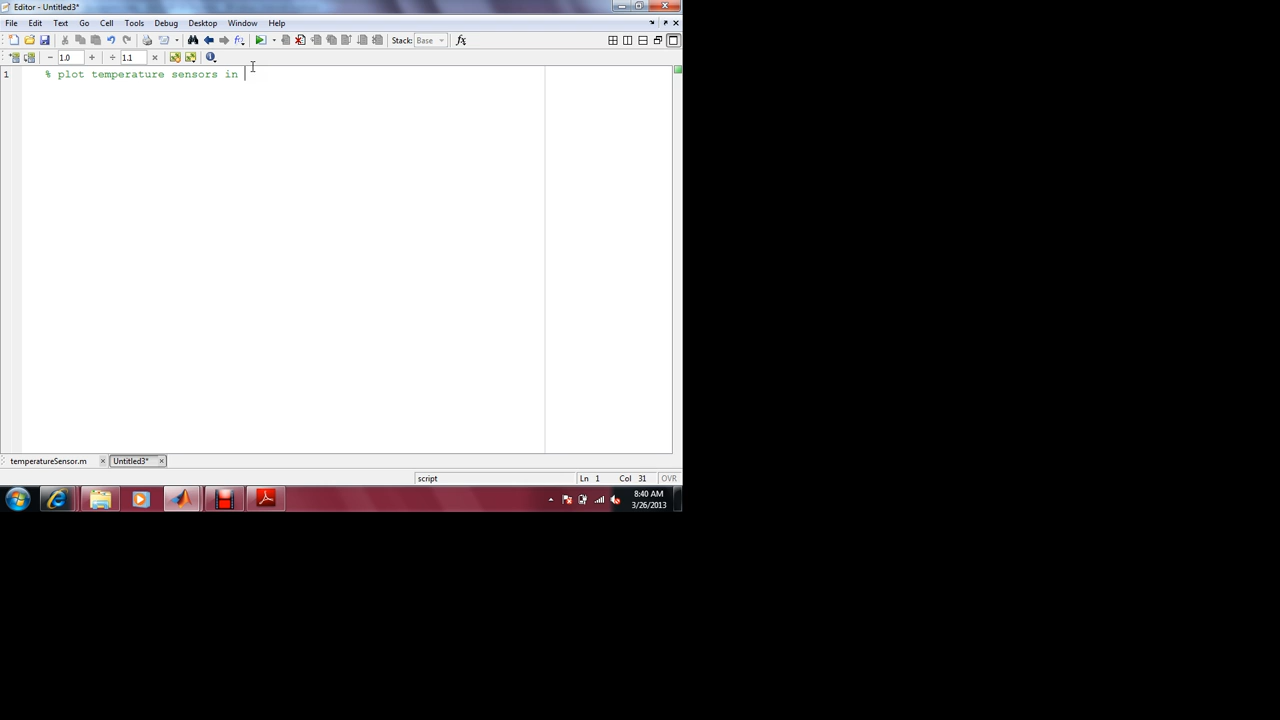 Editor - Untitled3*
File Edit Text Go Cell Tools Debug Desktop Window Help
Stack: Base fx
1.0 1.1
1 % plot temperature sensors in
temperatureSensor.m Untitled3*
script Ln 1 Col 31 OVR
8:40 AM
3/26/2013